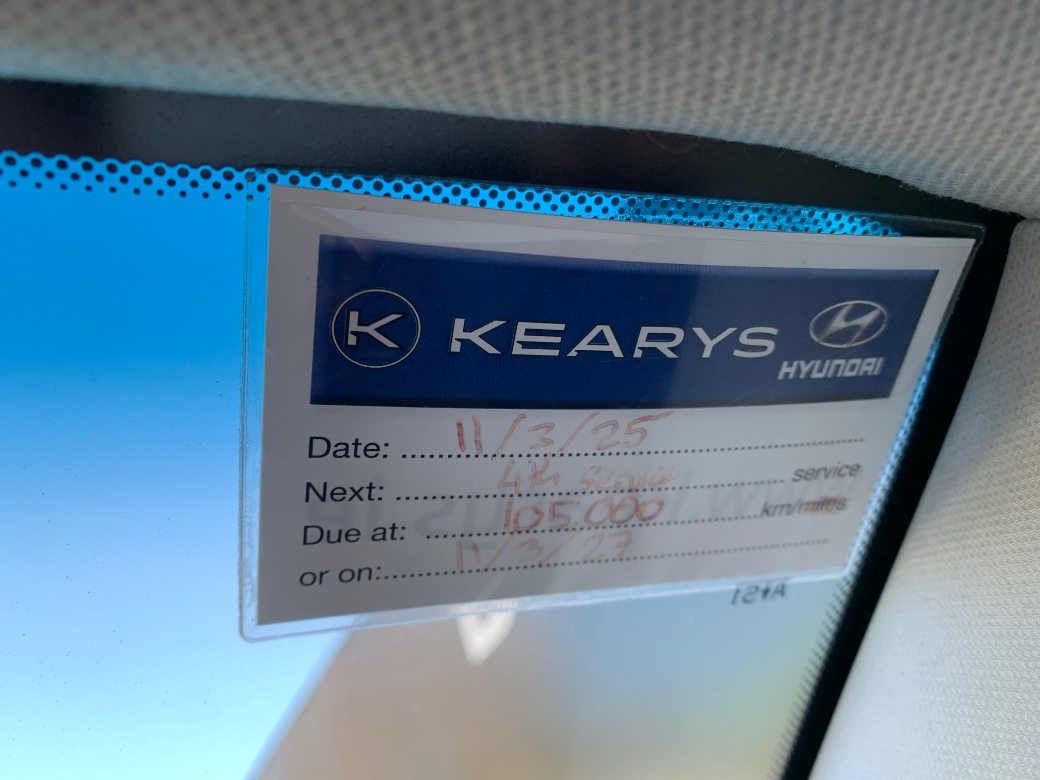 K KEARYS HYUNDAI
Date: 11/3/25
Next: 4th Service service
Due at: 105 000 km/miles
or on: 11/3/27